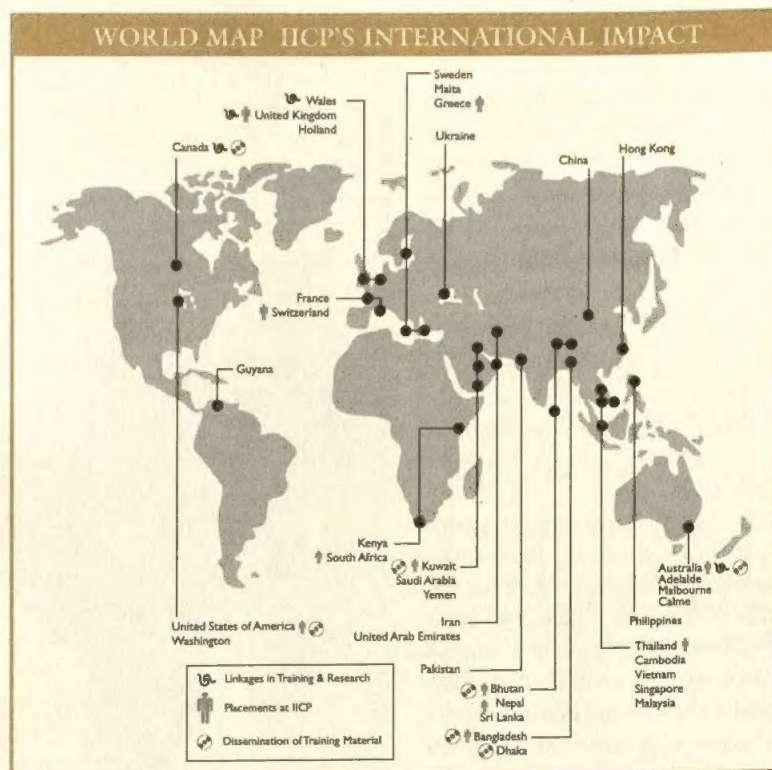 WORLD MAP IICP'S INTERNATIONAL IMPACT
Sweden
Malta
Greece
Wales
United Kingdom
Holland
Canada
Ukraine
China
Hong Kong
France
Switzerland
Guyana
Kenya
South Africa
Kuwait
Saudi Arabia
Yemen
Australia
Adelaide
Malbourne
Calme
United States of America
Washington
Iran
United Arab Emirates
Philippines
Pakistan
Thailand
Cambodia
Vietnam
Singapore
Malaysia
Bhutan
Nepal
Sri Lanka
Bangladesh
Dhaka
Linkages in Training & Research
Placements at IICP
Dissemination of Training Material